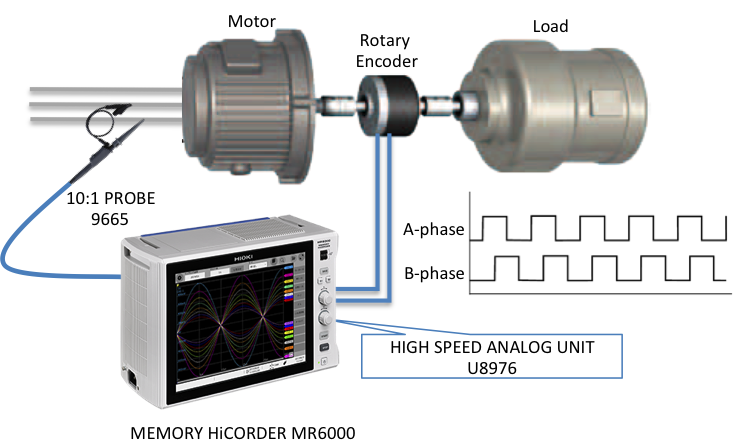 Motor
Rotary
Encoder
Load
10:1 PROBE
9665
A-phase
B-phase
HIOKI
HIGH SPEED ANALOG UNIT
U8976
MEMORY HiCORDER MR6000